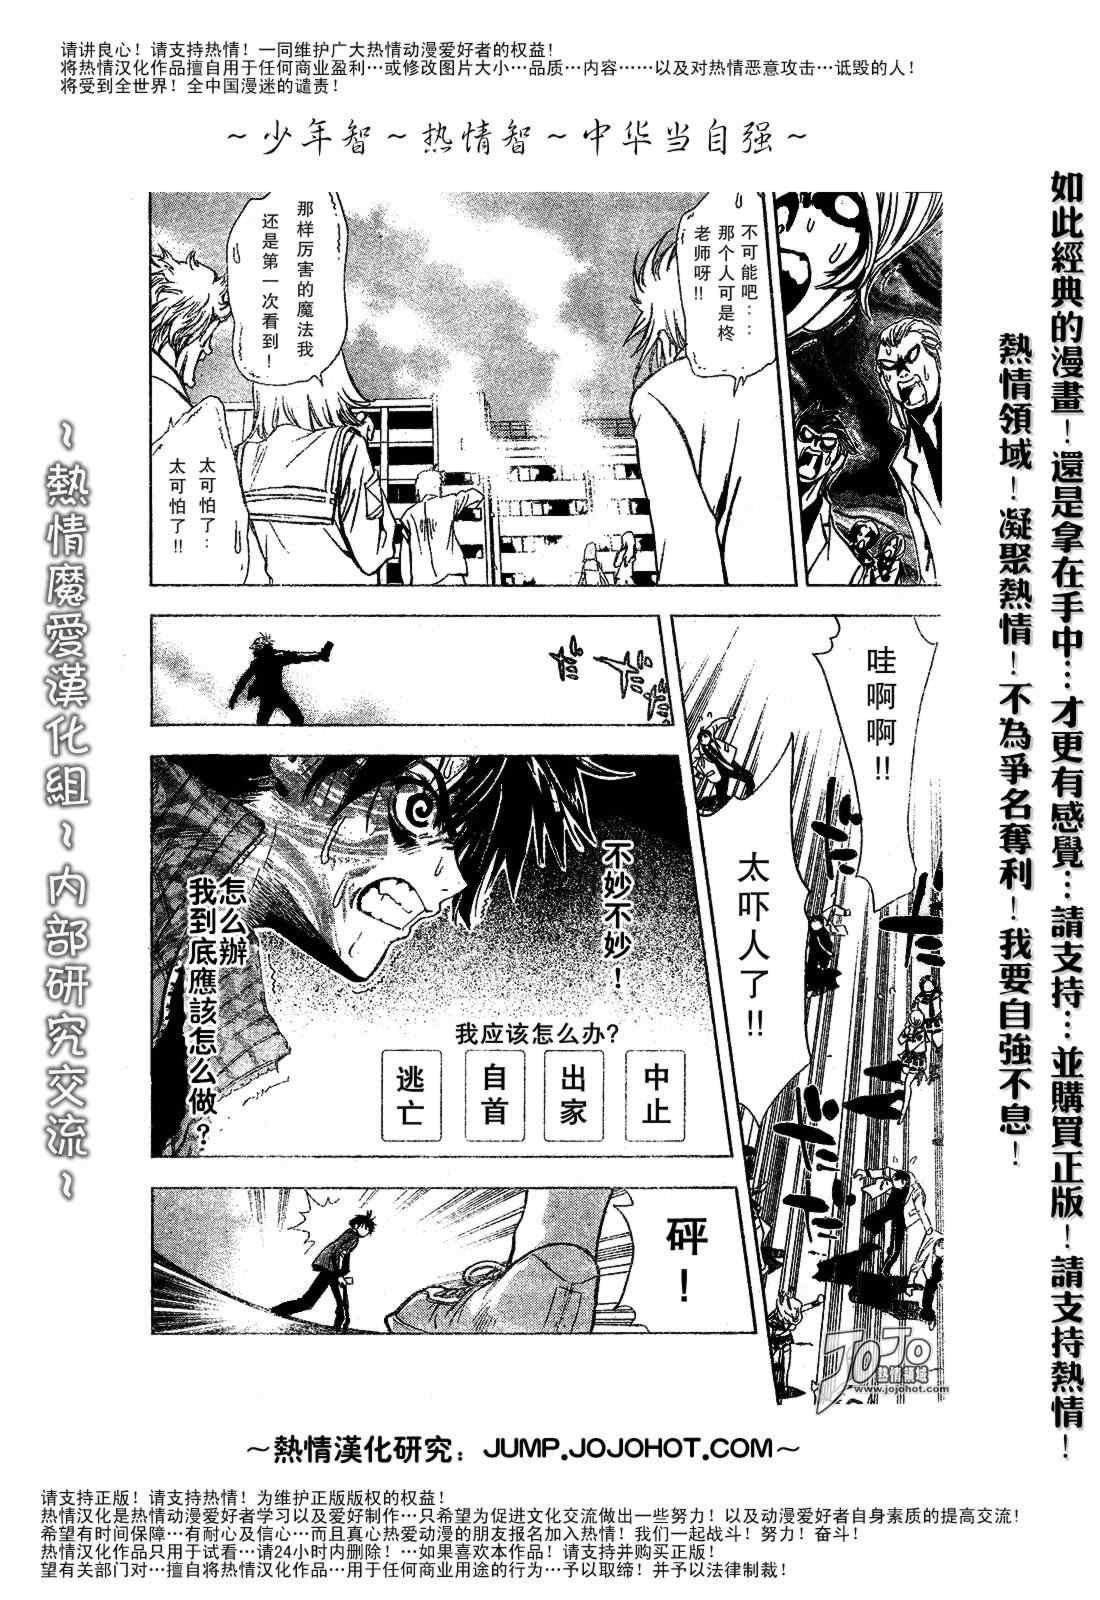 请讲良心！请支持热情！一同维护广大热情动漫爱好者的权益！
将热情汉化作品擅自用于任何商业盈利…或修改图片大小…品质…内容……以及对热情恶意攻击…诋毁的人！
将受到全世界！全中国漫迷的谴责！
～少年智～热情智～中华当自强～
如此經典的漫畫！還是拿在手中…才更有感覺…請支持…並購買正版！請支持熱情！
熱情領域！凝聚熱情！不為爭名奪利！我要自強不息！
～熱情魔愛漢化組～内部研究交流～
不可能吧‥‥
那个人可是柊
老师呀!!
那样厉害的魔法我
还是第一次看到！
太可怕了…
太可怕了!!
哇啊啊!!
太吓人了!!
不妙不妙！
怎么辦
我到底應該怎么做？
我应该怎么办?
中止
出家
自首
逃亡
砰！
JOJO
熱情領域
www.jojohot.com
～熱情漢化研究：JUMP.JOJOHOT.COM～
请支持正版！请支持热情！为维护正版版权的权益！
热情汉化是热情动漫爱好者学习以及爱好制作…只希望为促进文化交流做出一些努力！以及动漫爱好者自身素质的提高交流！
希望有时间保障…有耐心及信心…而且真心热爱动漫的朋友报名加入热情！我们一起战斗！努力！奋斗！
热情汉化作品只用于试看…请24小时内删除！…如果喜欢本作品！请支持并购买正版！
望有关部门对…擅自将热情汉化作品…用于任何商业用途的行为…予以取缔！并予以法律制裁！